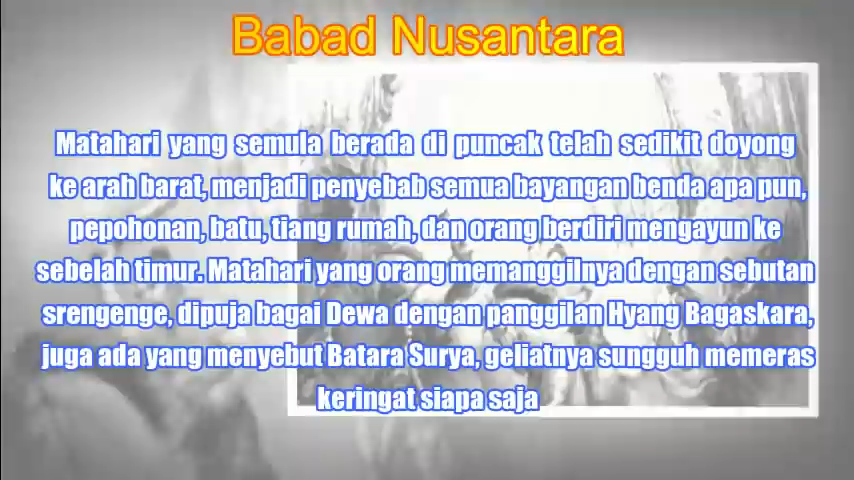 Babad Nusantara
Matahari yang semula berada di puncak telah sedikit doyong
ke arah barat, menjadi penyebab semua bayangan benda apa pun,
pepohonan, batu, tiang rumah, dan orang berdiri mengayun ke
sebelah timur. Matahari yang orang memanggilnya dengan sebutan
srengenge, dipuja bagai Dewa dengan panggilan Hyang Bagaskara,
juga ada yang menyebut Batara Surya, geliatnya sungguh memeras
keringat siapa saja